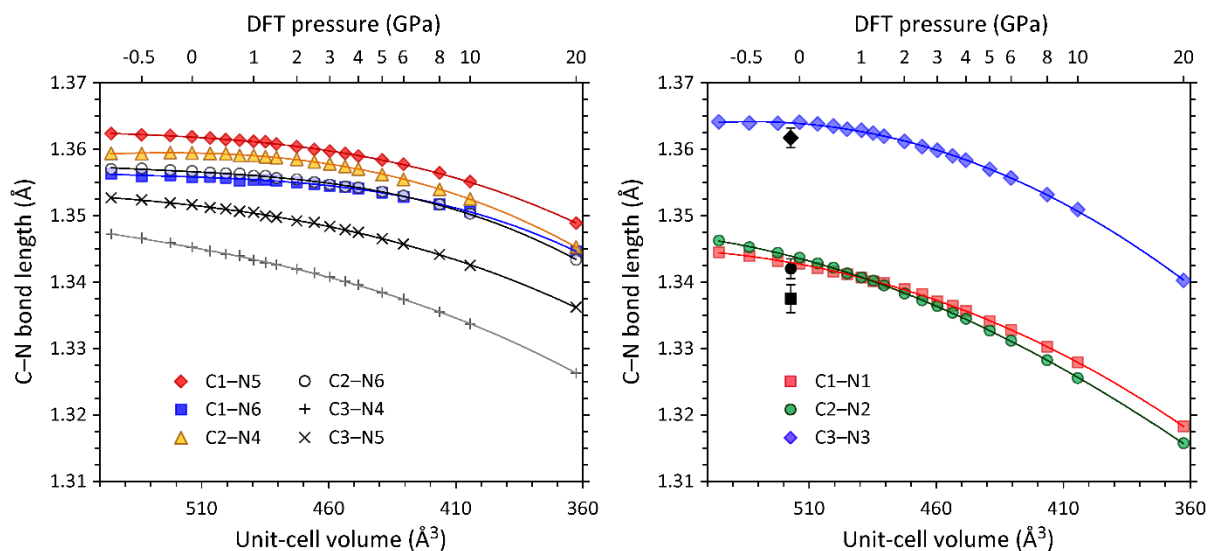 DFT pressure (GPa)
-0.5 0 1 2 3 4 5 6 8 10 20
C–N bond length (Å)
1.37
1.36
1.35
1.34
1.33
1.32
1.31
C1–N5
C1–N6
C2–N4
C2–N6
C3–N4
C3–N5
510 460 410 360
Unit-cell volume (Å³)
DFT pressure (GPa)
-0.5 0 1 2 3 4 5 6 8 10 20
C–N bond length (Å)
1.37
1.36
1.35
1.34
1.33
1.32
1.31
C1–N1
C2–N2
C3–N3
510 460 410 360
Unit-cell volume (Å³)